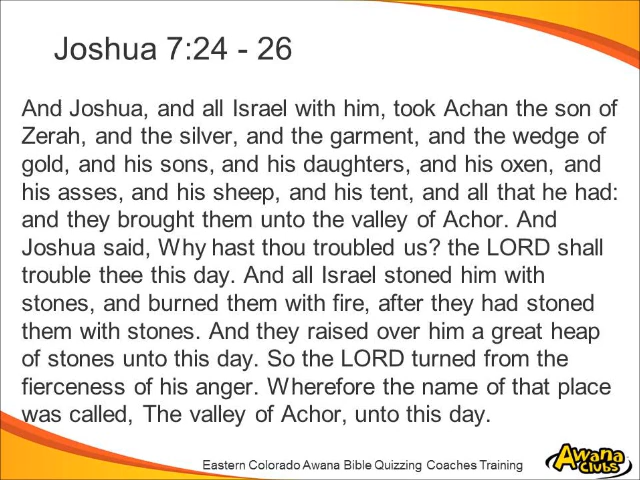 Joshua 7:24 - 26
And Joshua, and all Israel with him, took Achan the son of
Zerah, and the silver, and the garment, and the wedge of
gold, and his sons, and his daughters, and his oxen, and
his asses, and his sheep, and his tent, and all that he had:
and they brought them unto the valley of Achor. And
Joshua said, Why hast thou troubled us? the LORD shall
trouble thee this day. And all Israel stoned him with
stones, and burned them with fire, after they had stoned
them with stones. And they raised over him a great heap
of stones unto this day. So the LORD turned from the
fierceness of his anger. Wherefore the name of that place
was called, The valley of Achor, unto this day.
Eastern Colorado Awana Bible Quizzing Coaches Training
Awana
Clubs